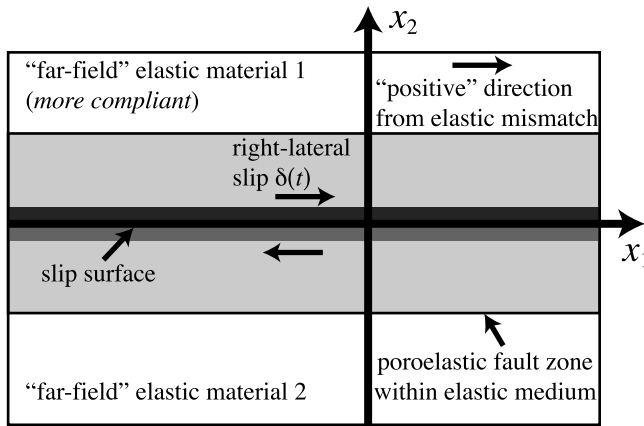 x₂
“far-field” elastic material 1
(more compliant)
“positive” direction
from elastic mismatch
right-lateral
slip δ(t)
x₁
slip surface
poroelastic fault zone
within elastic medium
“far-field” elastic material 2